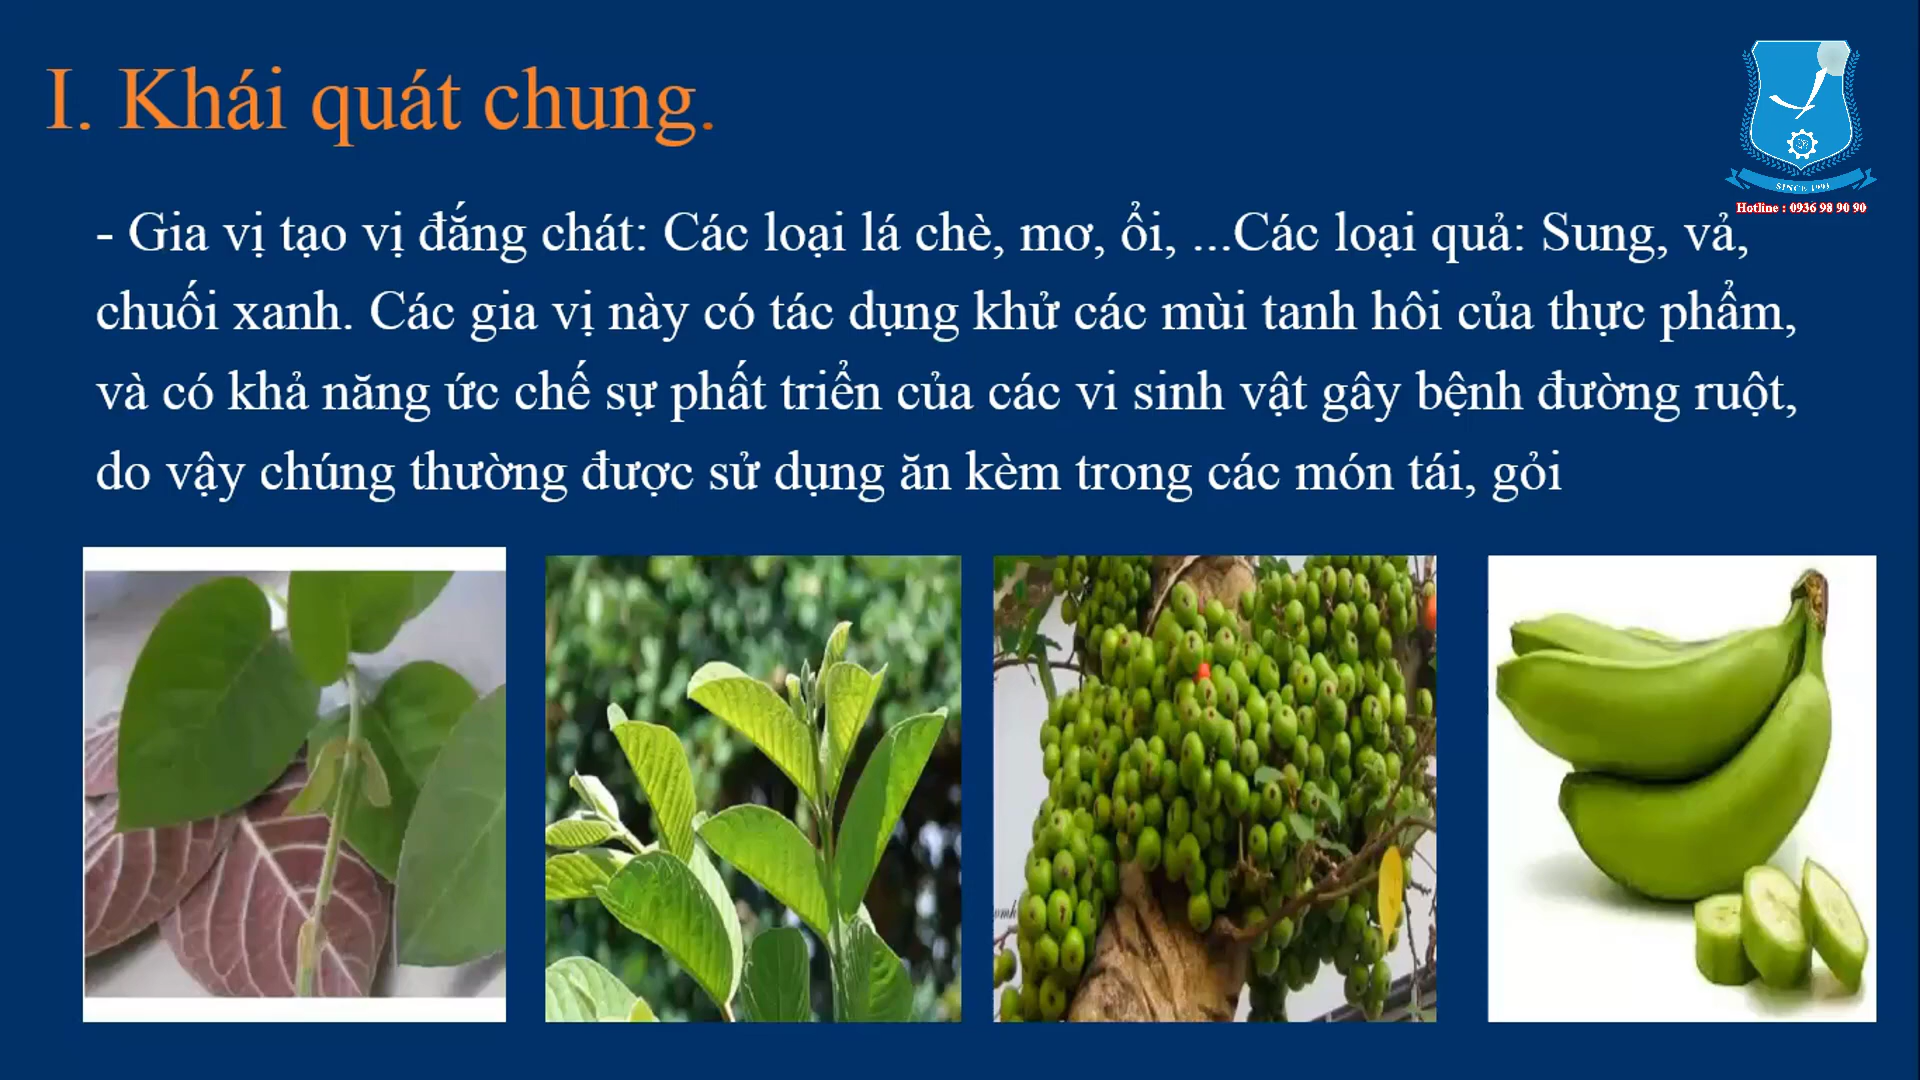 I. Khái quát chung.
SINCE 1991
Hotline : 0936 98 90 90
- Gia vị tạo vị đắng chát: Các loại lá chè, mơ, ổi, ...Các loại quả: Sung, vả,
chuối xanh. Các gia vị này có tác dụng khử các mùi tanh hôi của thực phẩm,
và có khả năng ức chế sự phất triển của các vi sinh vật gây bệnh đường ruột,
do vậy chúng thường được sử dụng ăn kèm trong các món tái, gỏi